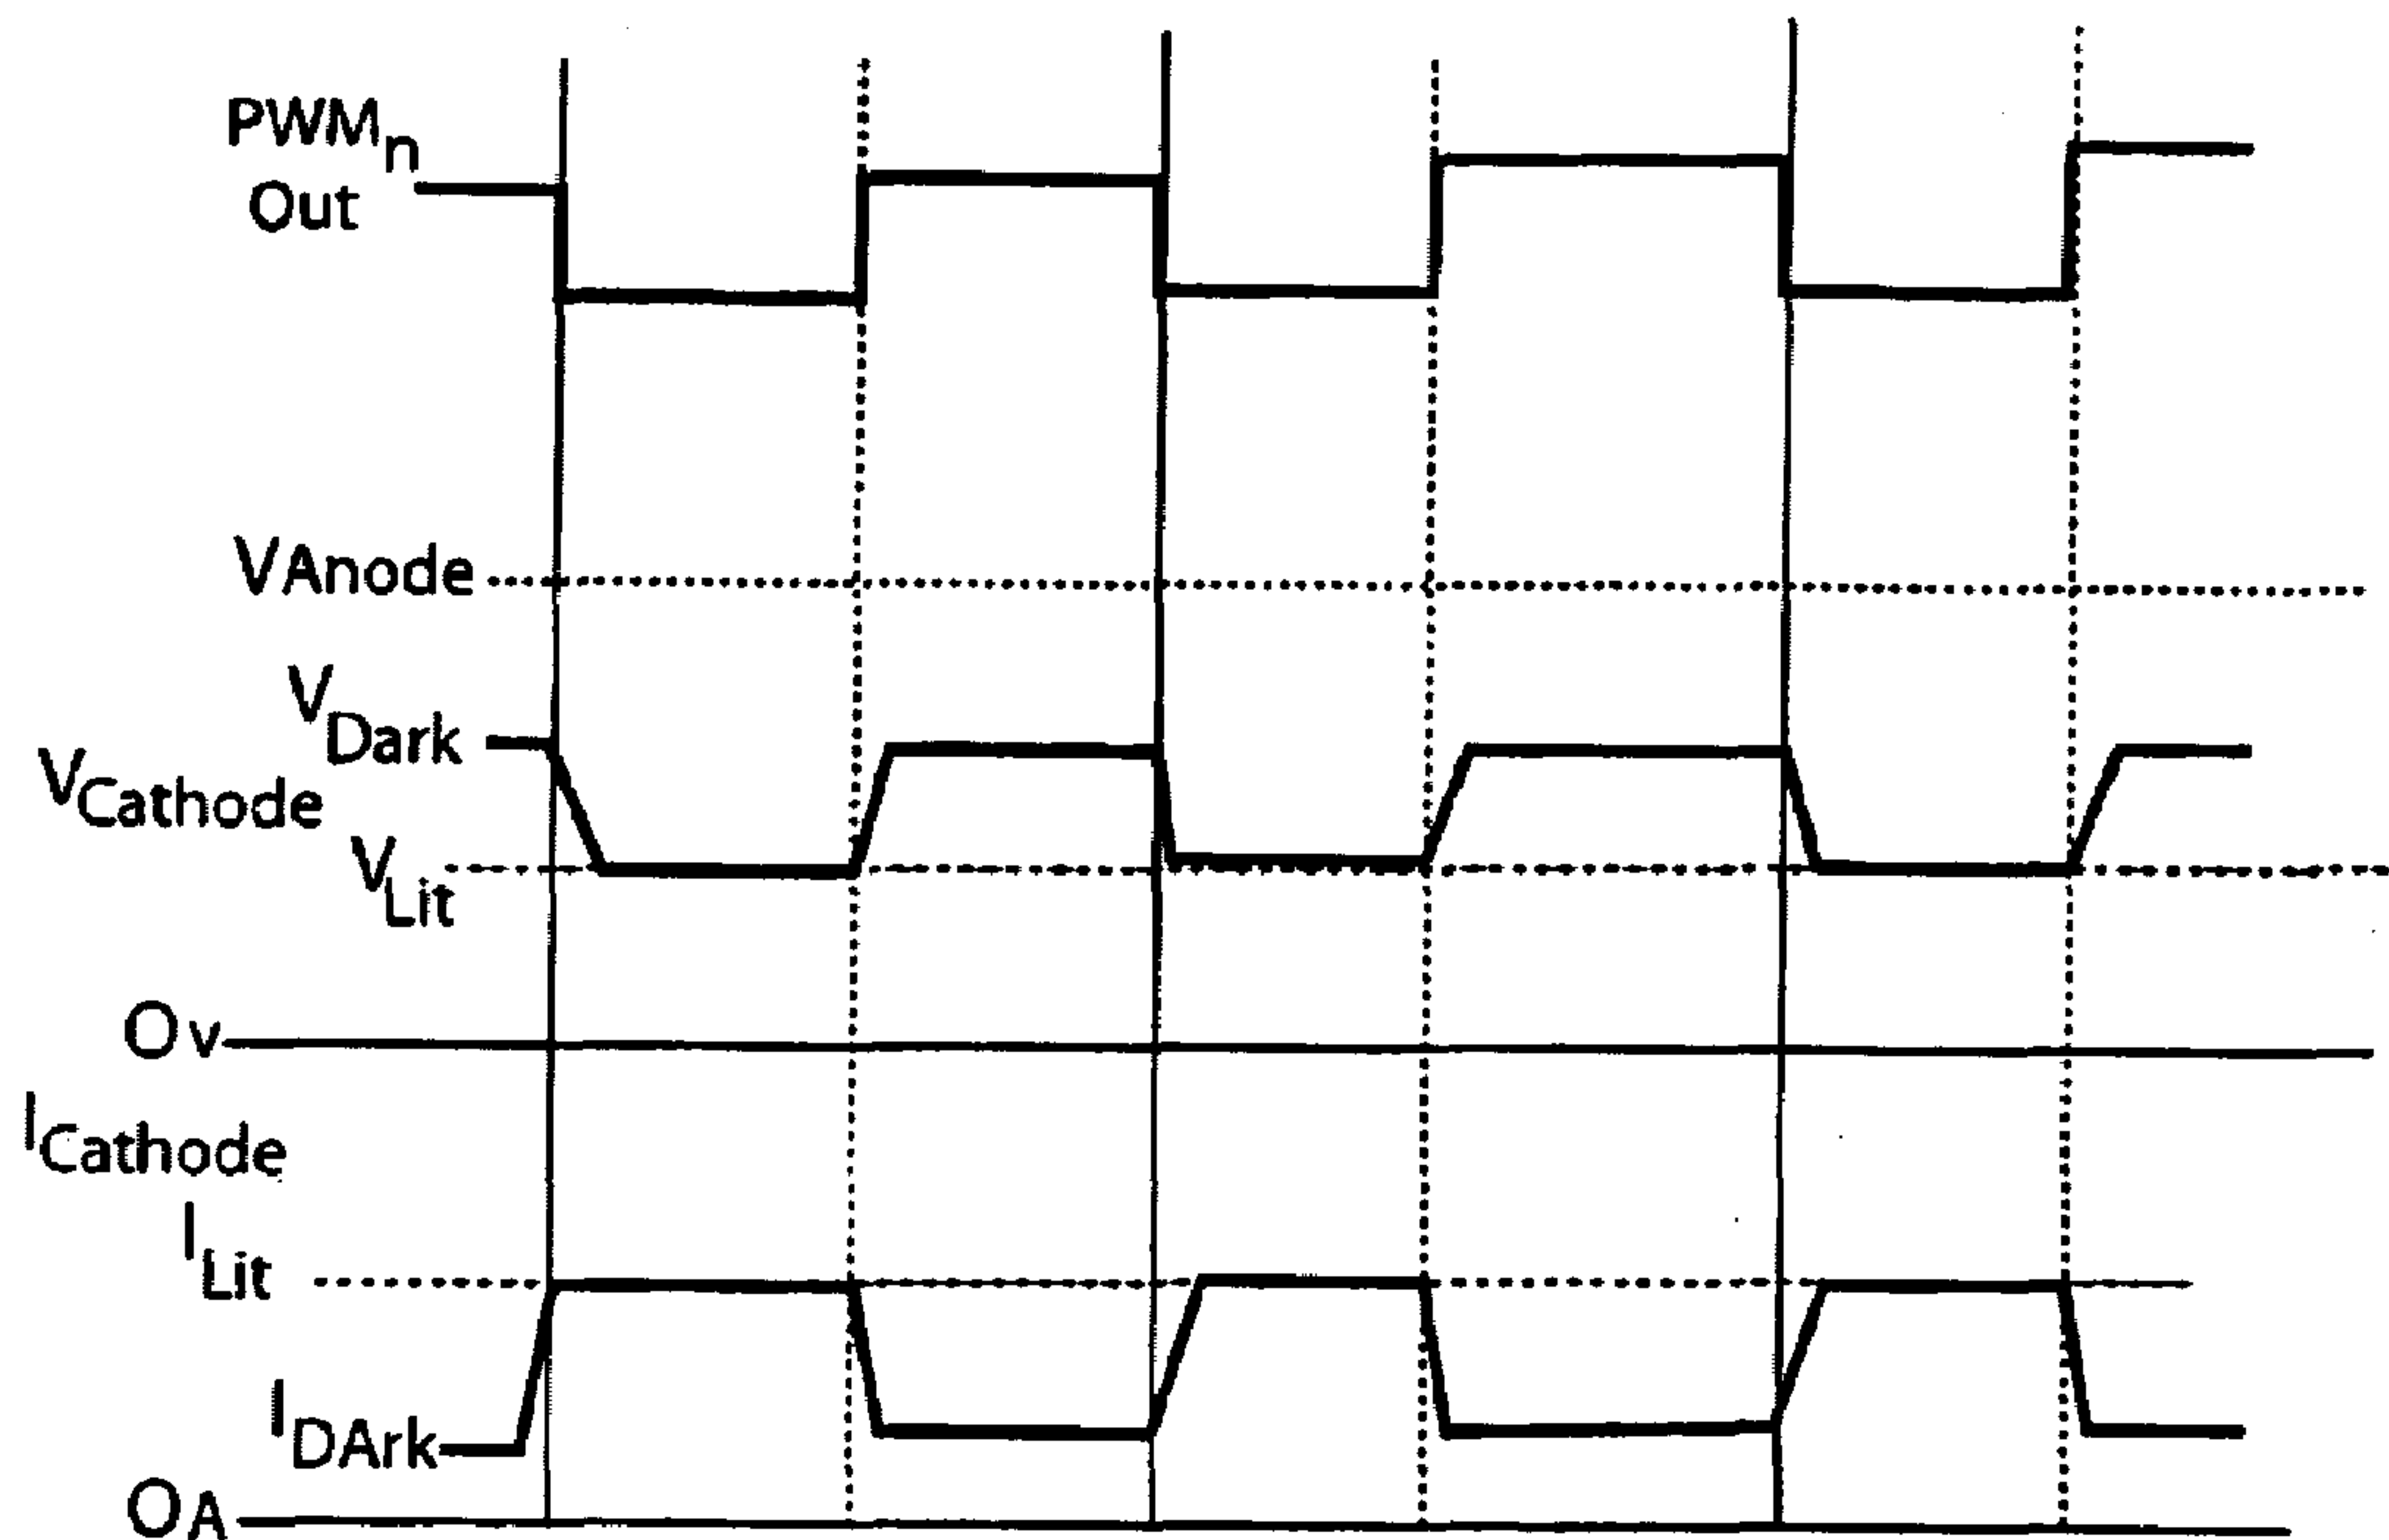 PWMn
Out
VAnode
VDark
VCathode
VLit
Ov
ICathode
ILit
IDArk
OA